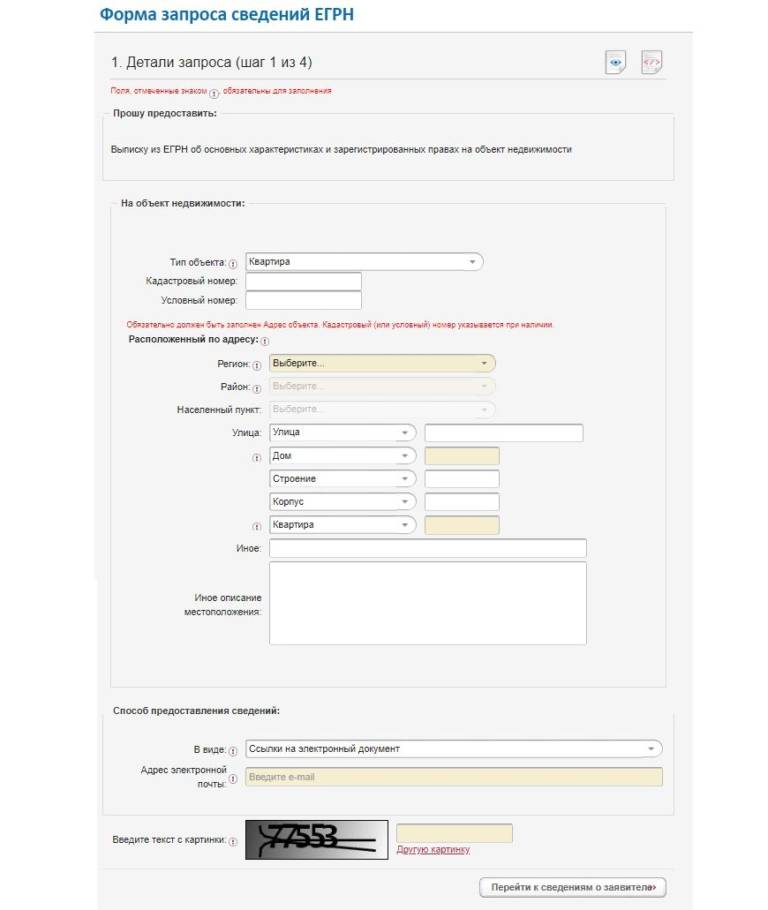 Форма запроса сведений ЕГРН
1. Детали запроса (шаг 1 из 4)
Поля, отмеченные знаком , обязательны для заполнения
Прошу предоставить:
Выписку из ЕГРН об основных характеристиках и зарегистрированных правах на объект недвижимости
На объект недвижимости:
Тип объекта: Квартира
Кадастровый номер:
Условный номер:
Обязательно должен быть заполнен Адрес объекта. Кадастровый (или условный) номер указывается при наличии.
Расположенный по адресу:
Регион: Выберите...
Район: Выберите...
Населенный пункт: Выберите...
Улица: Улица
Дом
Строение
Корпус
Квартира
Иное:
Иное описание
местоположения:
Способ предоставления сведений:
В виде: Ссылки на электронный документ
Адрес электронной
почты: Введите e-mail
Введите текст с картинки: 77553
Другую картинку
Перейти к сведениям о заявителе